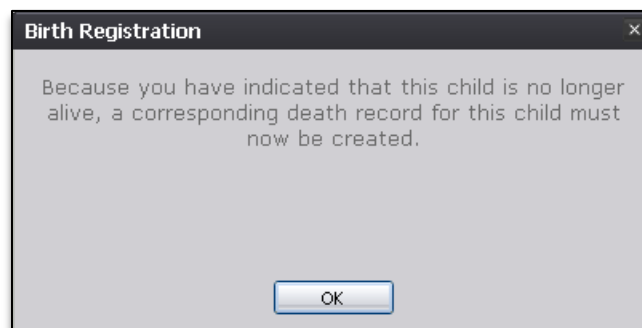 Birth Registration
Because you have indicated that this child is no longer
alive, a corresponding death record for this child must
now be created.
OK